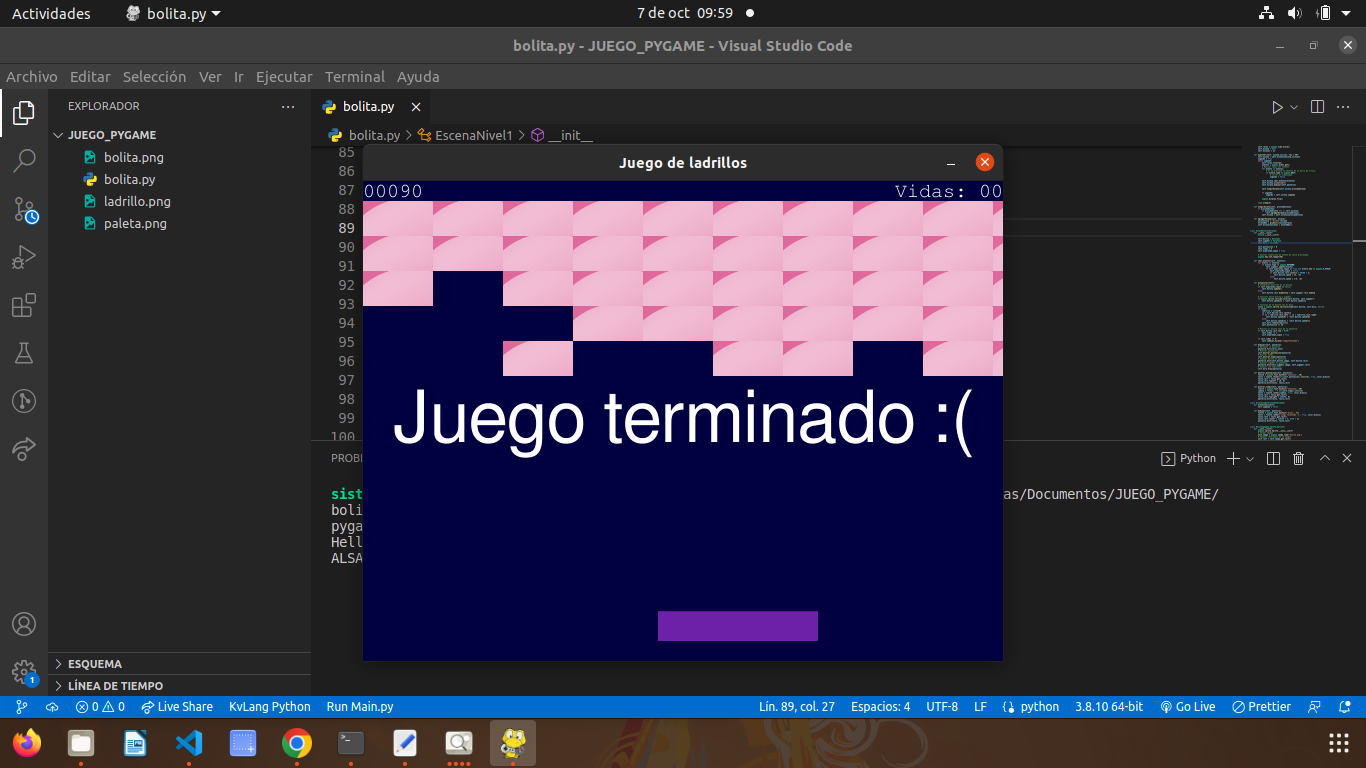 Actividades
bolita.py
7 de oct 09:59
bolita.py - JUEGO_PYGAME - Visual Studio Code
Archivo Editar Selección Ver Ir Ejecutar Terminal Ayuda
EXPLORADOR
bolita.py
JUEGO_PYGAME
bolita.py > EscenaNivel1 > __init__
bolita.png
bolita.py
ladrillo.png
paleta.png
85
86
87
88
89
90
91
92
93
94
95
96
97
98
99
100
Juego de ladrillos
00090
Vidas: 00
Juego terminado :(
PROB
Python
sist
as/Documentos/JUEGO_PYGAME/
boli
pyga
Hell
ALSA
ESQUEMA
LÍNEA DE TIEMPO
1
0 0 Live Share KvLang Python Run Main.py
Lín. 89, col. 27 Espacios: 4 UTF-8 LF python 3.8.10 64-bit Go Live Prettier